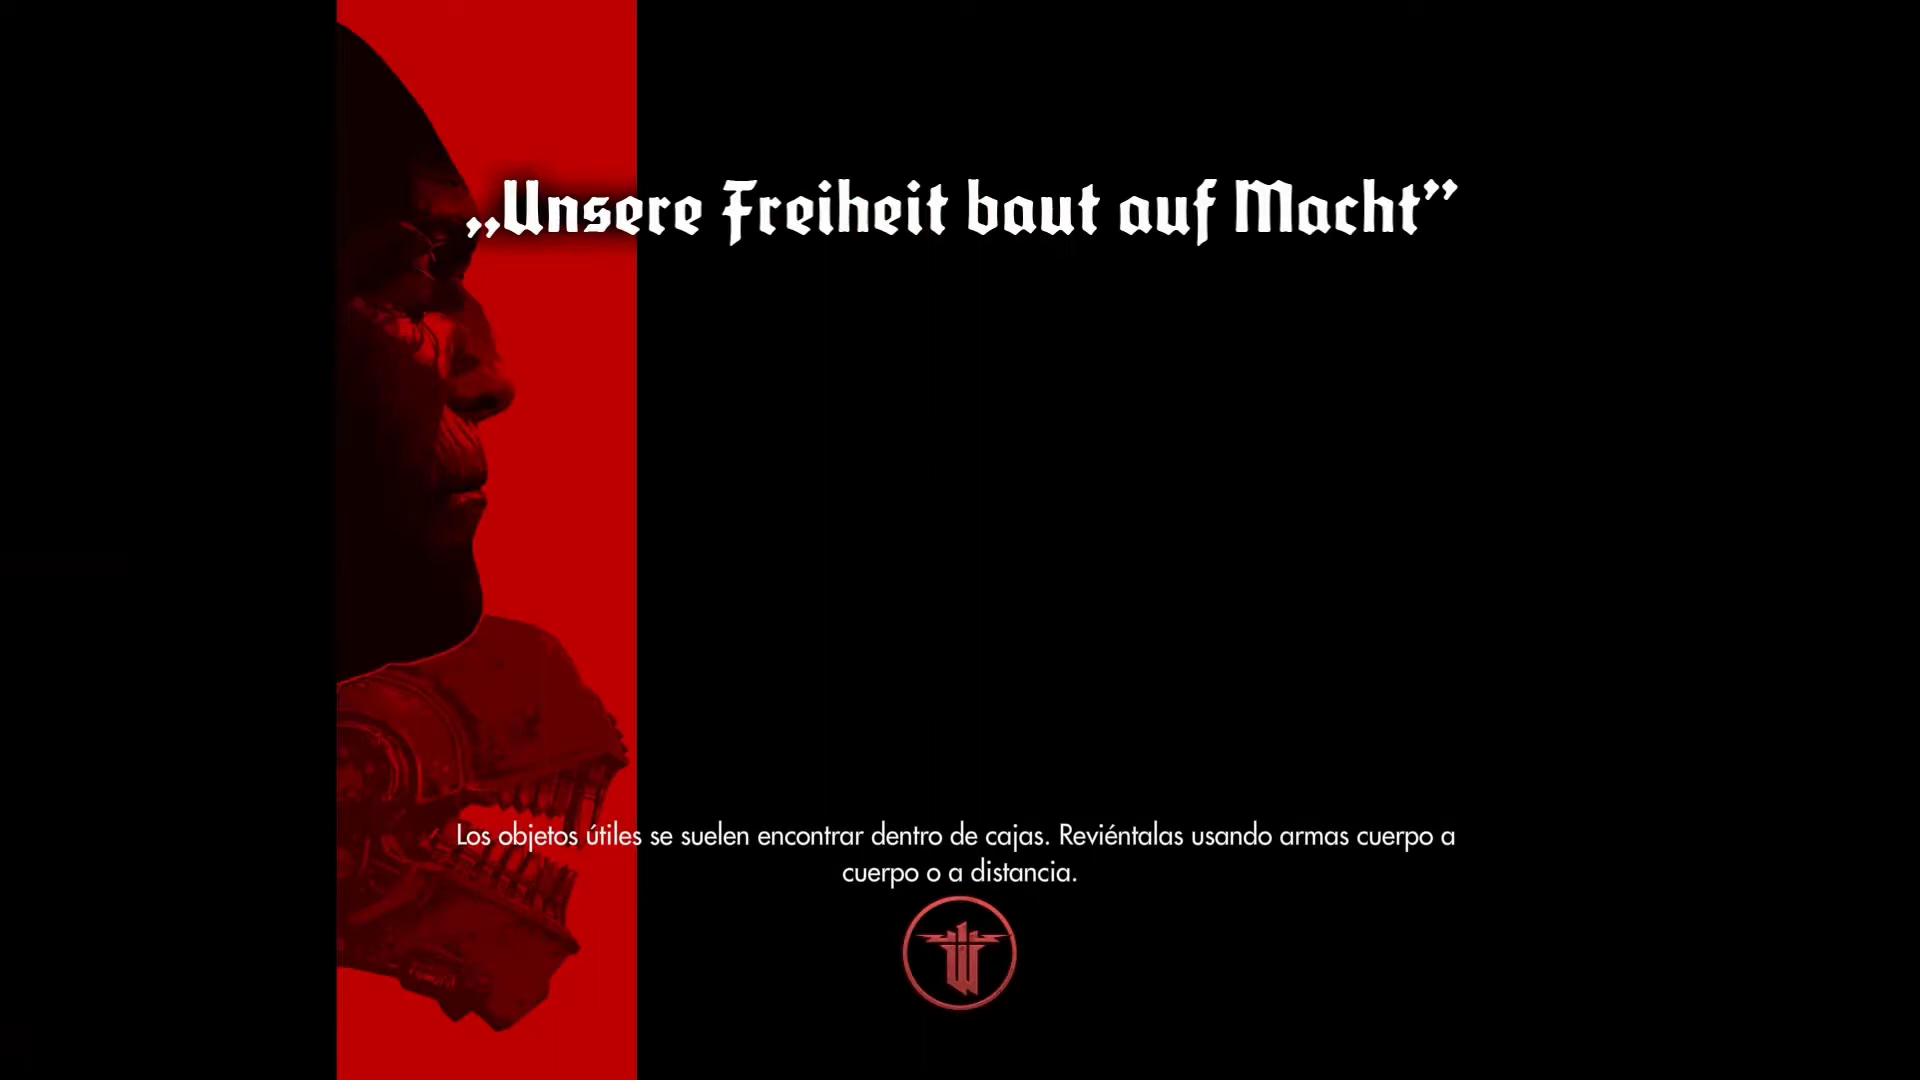 „Unsere Freiheit baut auf Macht”
Los objetos útiles se suelen encontrar dentro de cajas. Reviéntalas usando armas cuerpo a
cuerpo o a distancia.